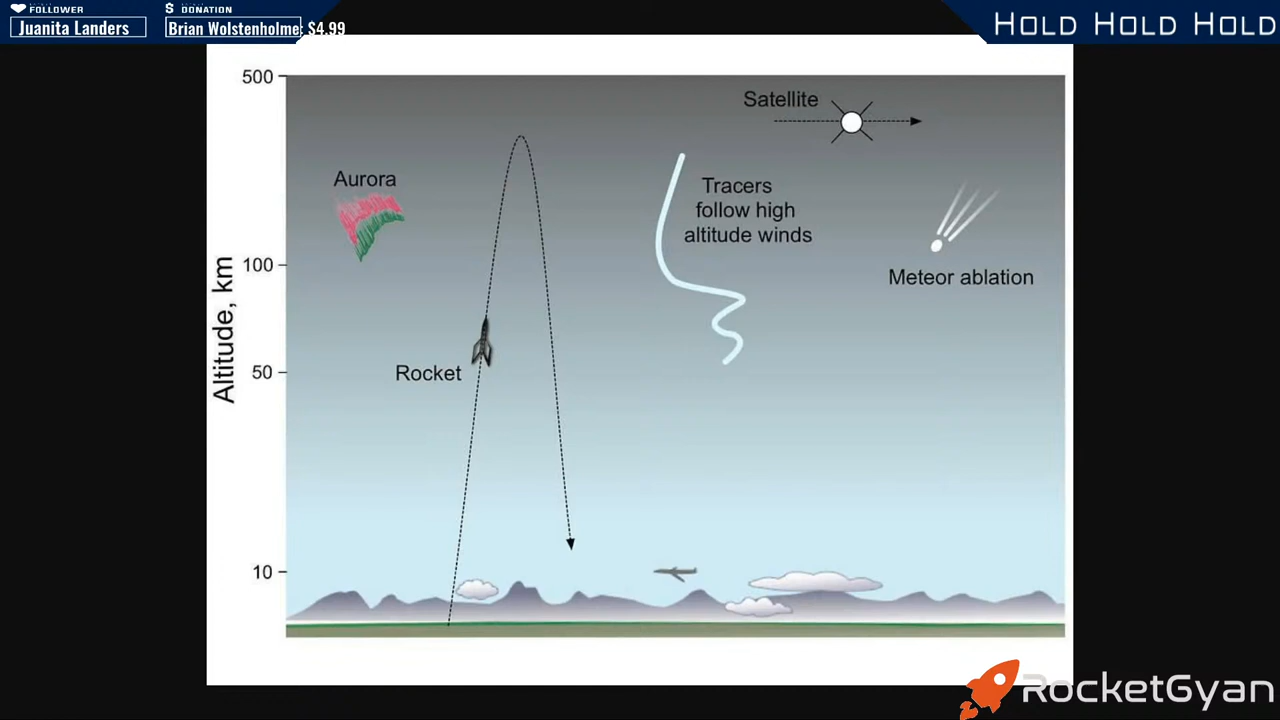 FOLLOWER
Juanita Landers
$ DONATION
Brian Wolstenholme: $4.99
HOLD HOLD HOLD
500
100
50
10
Altitude, km
Satellite
Aurora
Tracers
follow high
altitude winds
Meteor ablation
Rocket
RocketGyan